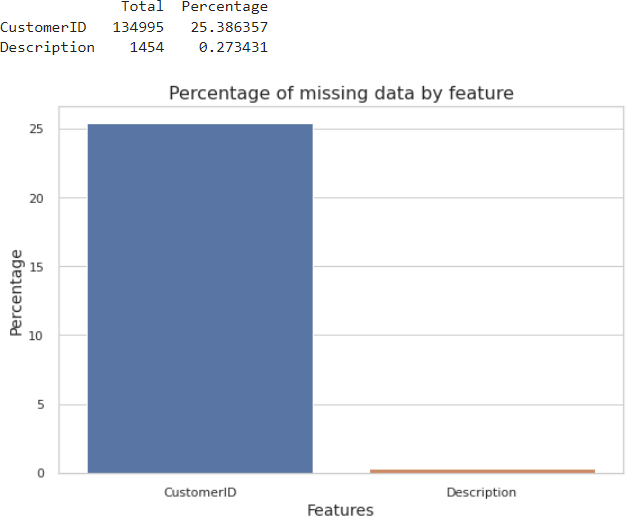 Total Percentage
CustomerID 134995 25.386357
Description 1454 0.273431
Percentage of missing data by feature
25
20
15
10
5
0
Percentage
CustomerID Description
Features